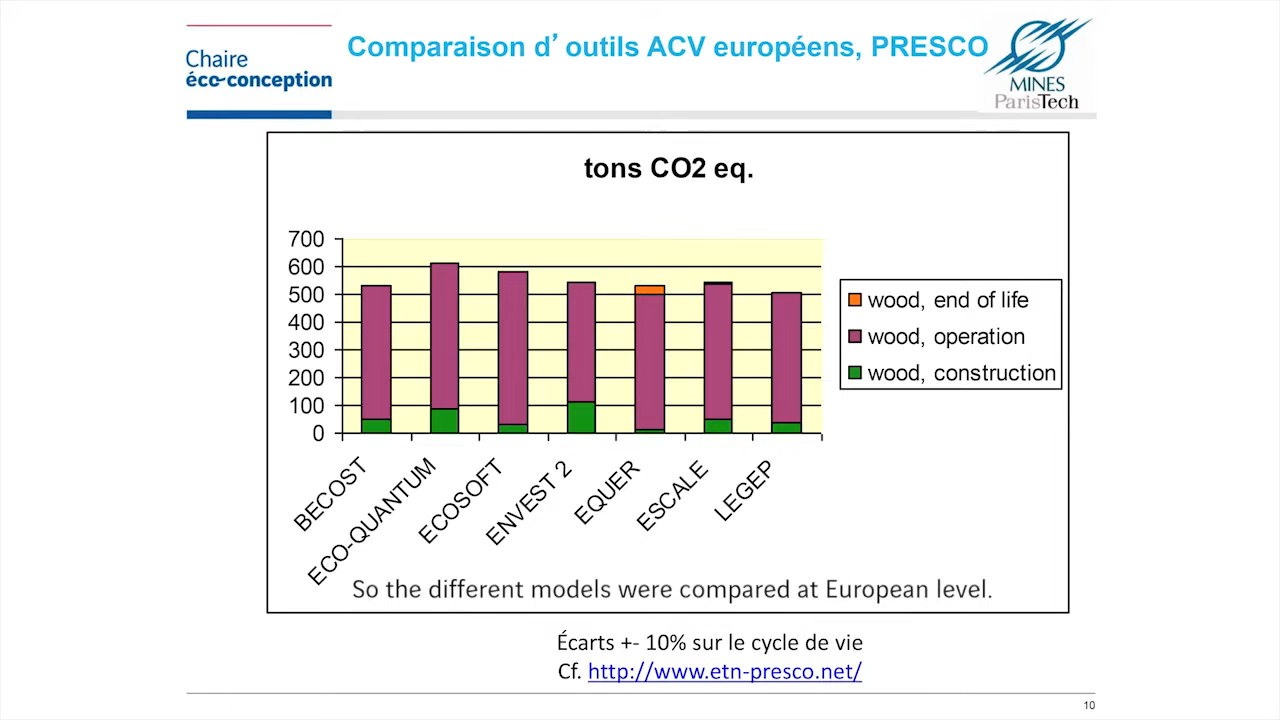 Chaire
éco-conception
Comparaison d’ outils ACV européens, PRESCO
MINES
ParisTech
tons CO2 eq.
700
600
500
400
300
200
100
0
BECOST
ECO-QUANTUM
ECOSOFT
ENVEST 2
EQUER
ESCALE
LEGEP
wood, end of life
wood, operation
wood, construction
So the different models were compared at European level.
Écarts +- 10% sur le cycle de vie
Cf. http://www.etn-presco.net/
10